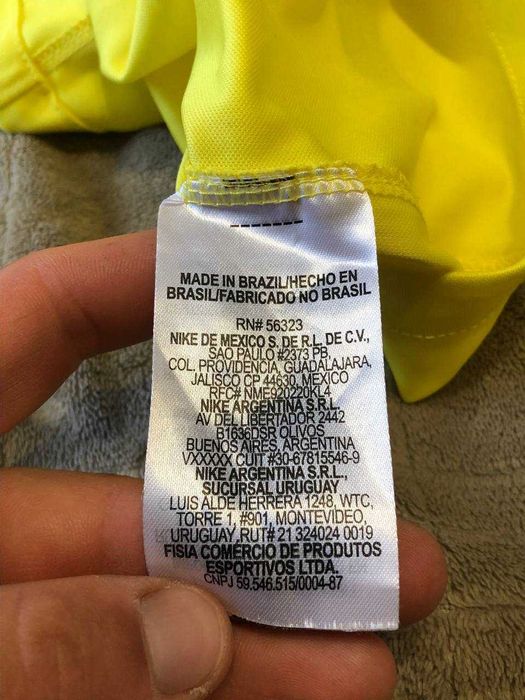 MADE IN BRAZIL/HECHO EN
BRASIL/FABRICADO NO BRASIL
RN# 56323
NIKE DE MEXICO S. DE R.L. DE C.V.,
SAO PAULO #2373 PB,
COL. PROVIDENCIA, GUADALAJARA,
JALISCO CP 44630, MEXICO
RFC# NME920220KL4
NIKE ARGENTINA S.R.L.
AV DEL LIBERTADOR 2442
B1636DSR OLIVOS
BUENOS AIRES, ARGENTINA
VXXXXX CUIT #30-67815546-9
NIKE ARGENTINA S.R.L.,
SUCURSAL URUGUAY
LUIS ALDE HERRERA 1248, WTC,
TORRE 1, #901, MONTEVIDEO,
URUGUAY,RUT# 21 324024 0019
FISIA COMÉRCIO DE PRODUTOS
ESPORTIVOS LTDA.
CNPJ 59.546.515/0004-87